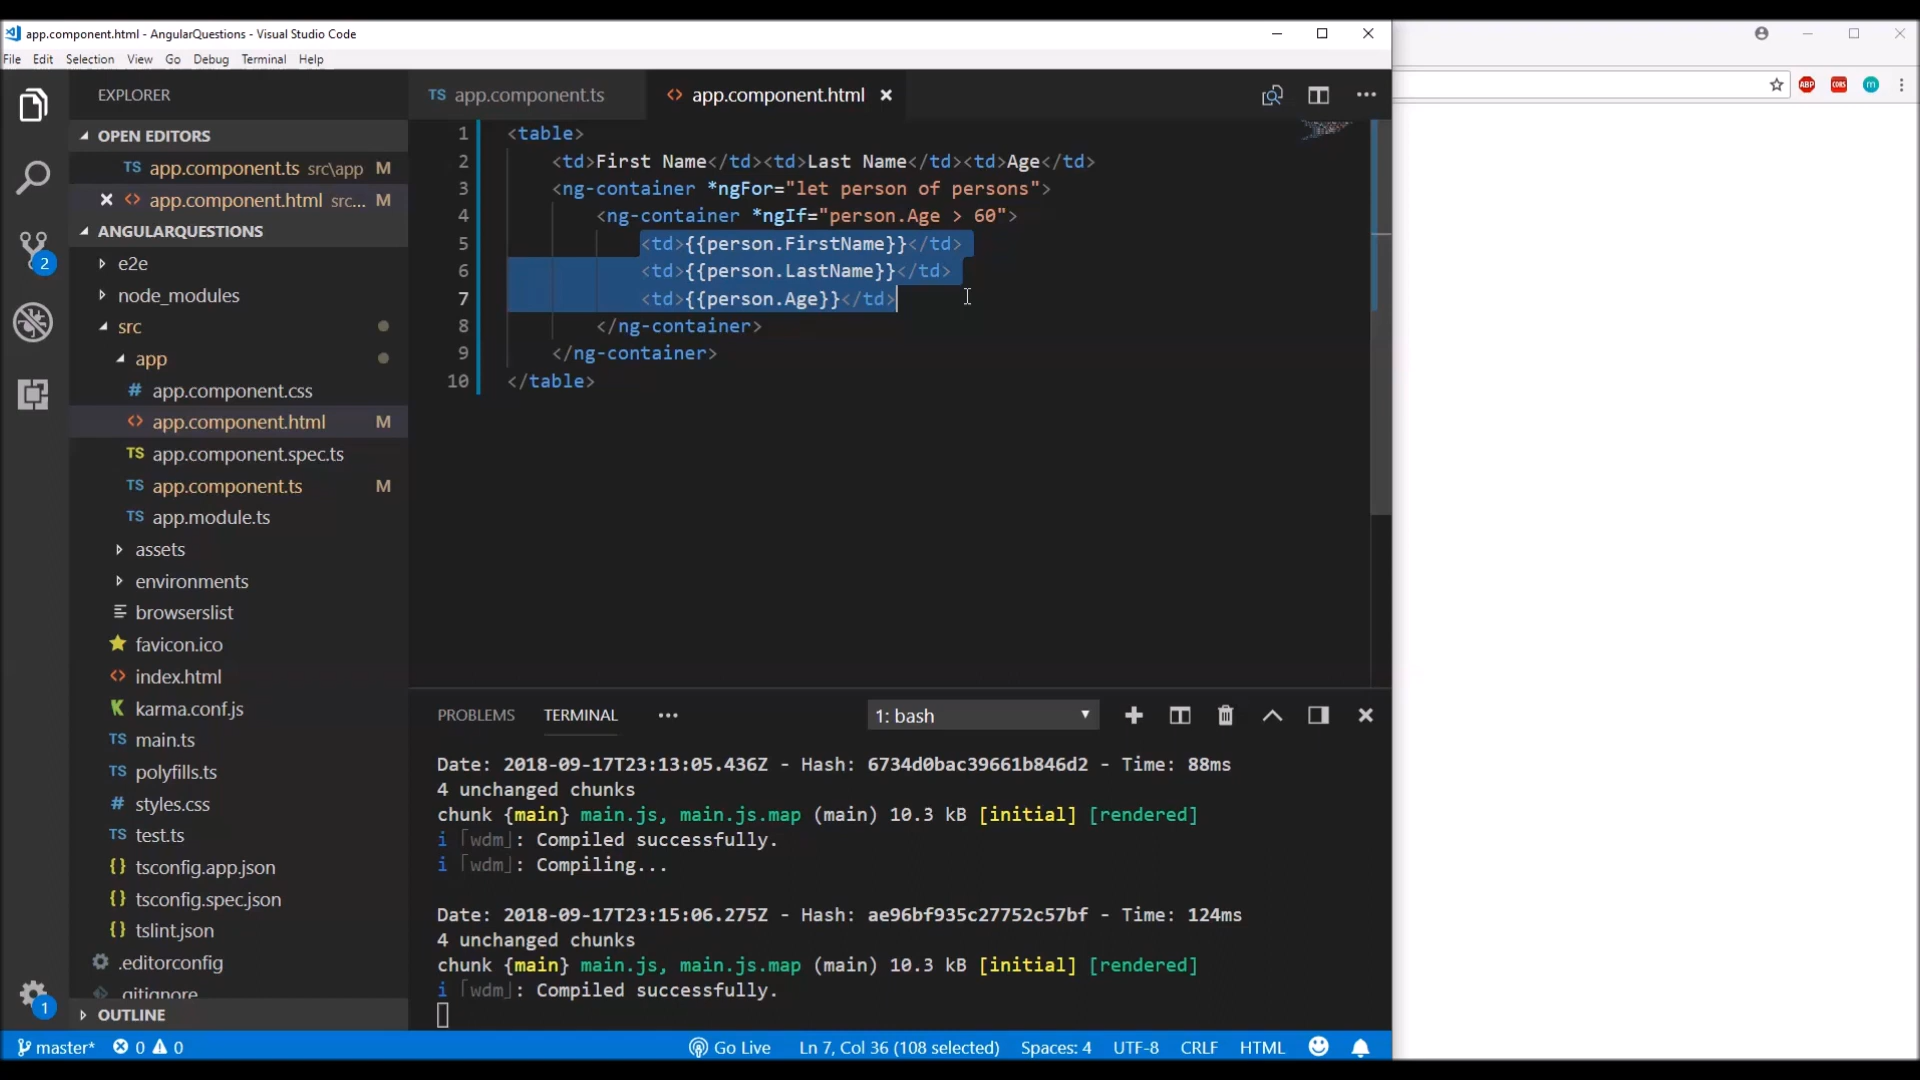 app.component.html - AngularQuestions - Visual Studio Code
File Edit Selection View Go Debug Terminal Help
EXPLORER
OPEN EDITORS
TS app.component.ts src\app M
<> app.component.html src... M
ANGULARQUESTIONS
e2e
node_modules
src
app
# app.component.css
<> app.component.html M
TS app.component.spec.ts
TS app.component.ts M
TS app.module.ts
assets
environments
browserslist
favicon.ico
<> index.html
K karma.conf.js
TS main.ts
TS polyfills.ts
# styles.css
TS test.ts
{} tsconfig.app.json
{} tsconfig.spec.json
{} tslint.json
.editorconfig
.gitignore
OUTLINE
2
1
TS app.component.ts <> app.component.html
1 <table>
2 <td>First Name</td><td>Last Name</td><td>Age</td>
3 <ng-container *ngFor="let person of persons">
4 <ng-container *ngIf="person.Age > 60">
5 <td>{{person.FirstName}}</td>
6 <td>{{person.LastName}}</td>
7 <td>{{person.Age}}</td>
8 </ng-container>
9 </ng-container>
10 </table>
PROBLEMS TERMINAL ... 1: bash
Date: 2018-09-17T23:13:05.436Z - Hash: 6734d0bac39661b846d2 - Time: 88ms
4 unchanged chunks
chunk {main} main.js, main.js.map (main) 10.3 kB [initial] [rendered]
i ｢wdm｣: Compiled successfully.
i ｢wdm｣: Compiling...
Date: 2018-09-17T23:15:06.275Z - Hash: ae96bf935c27752c57bf - Time: 124ms
4 unchanged chunks
chunk {main} main.js, main.js.map (main) 10.3 kB [initial] [rendered]
i ｢wdm｣: Compiled successfully.
master* 0 0 Go Live Ln 7, Col 36 (108 selected) Spaces: 4 UTF-8 CRLF HTML
ABP CORS m